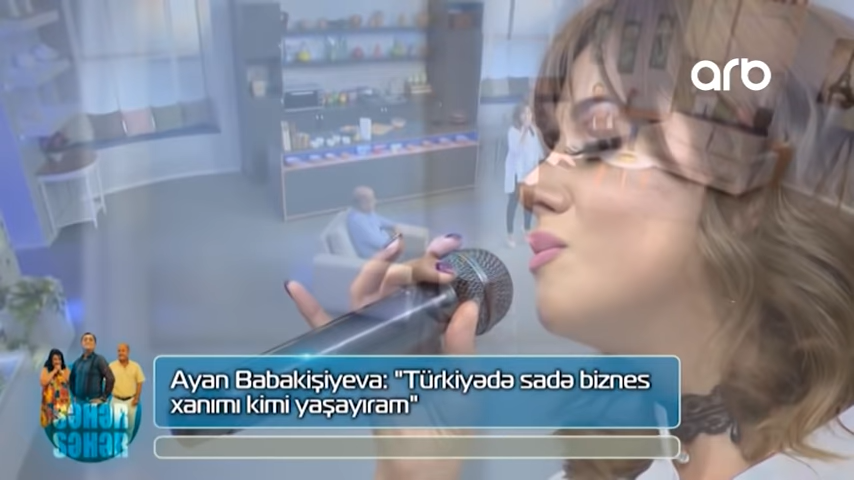 arb
Ayan Babakişiyeva: "Türkiyədə sadə biznes
xanımı kimi yaşayıram"
səhər
səhər